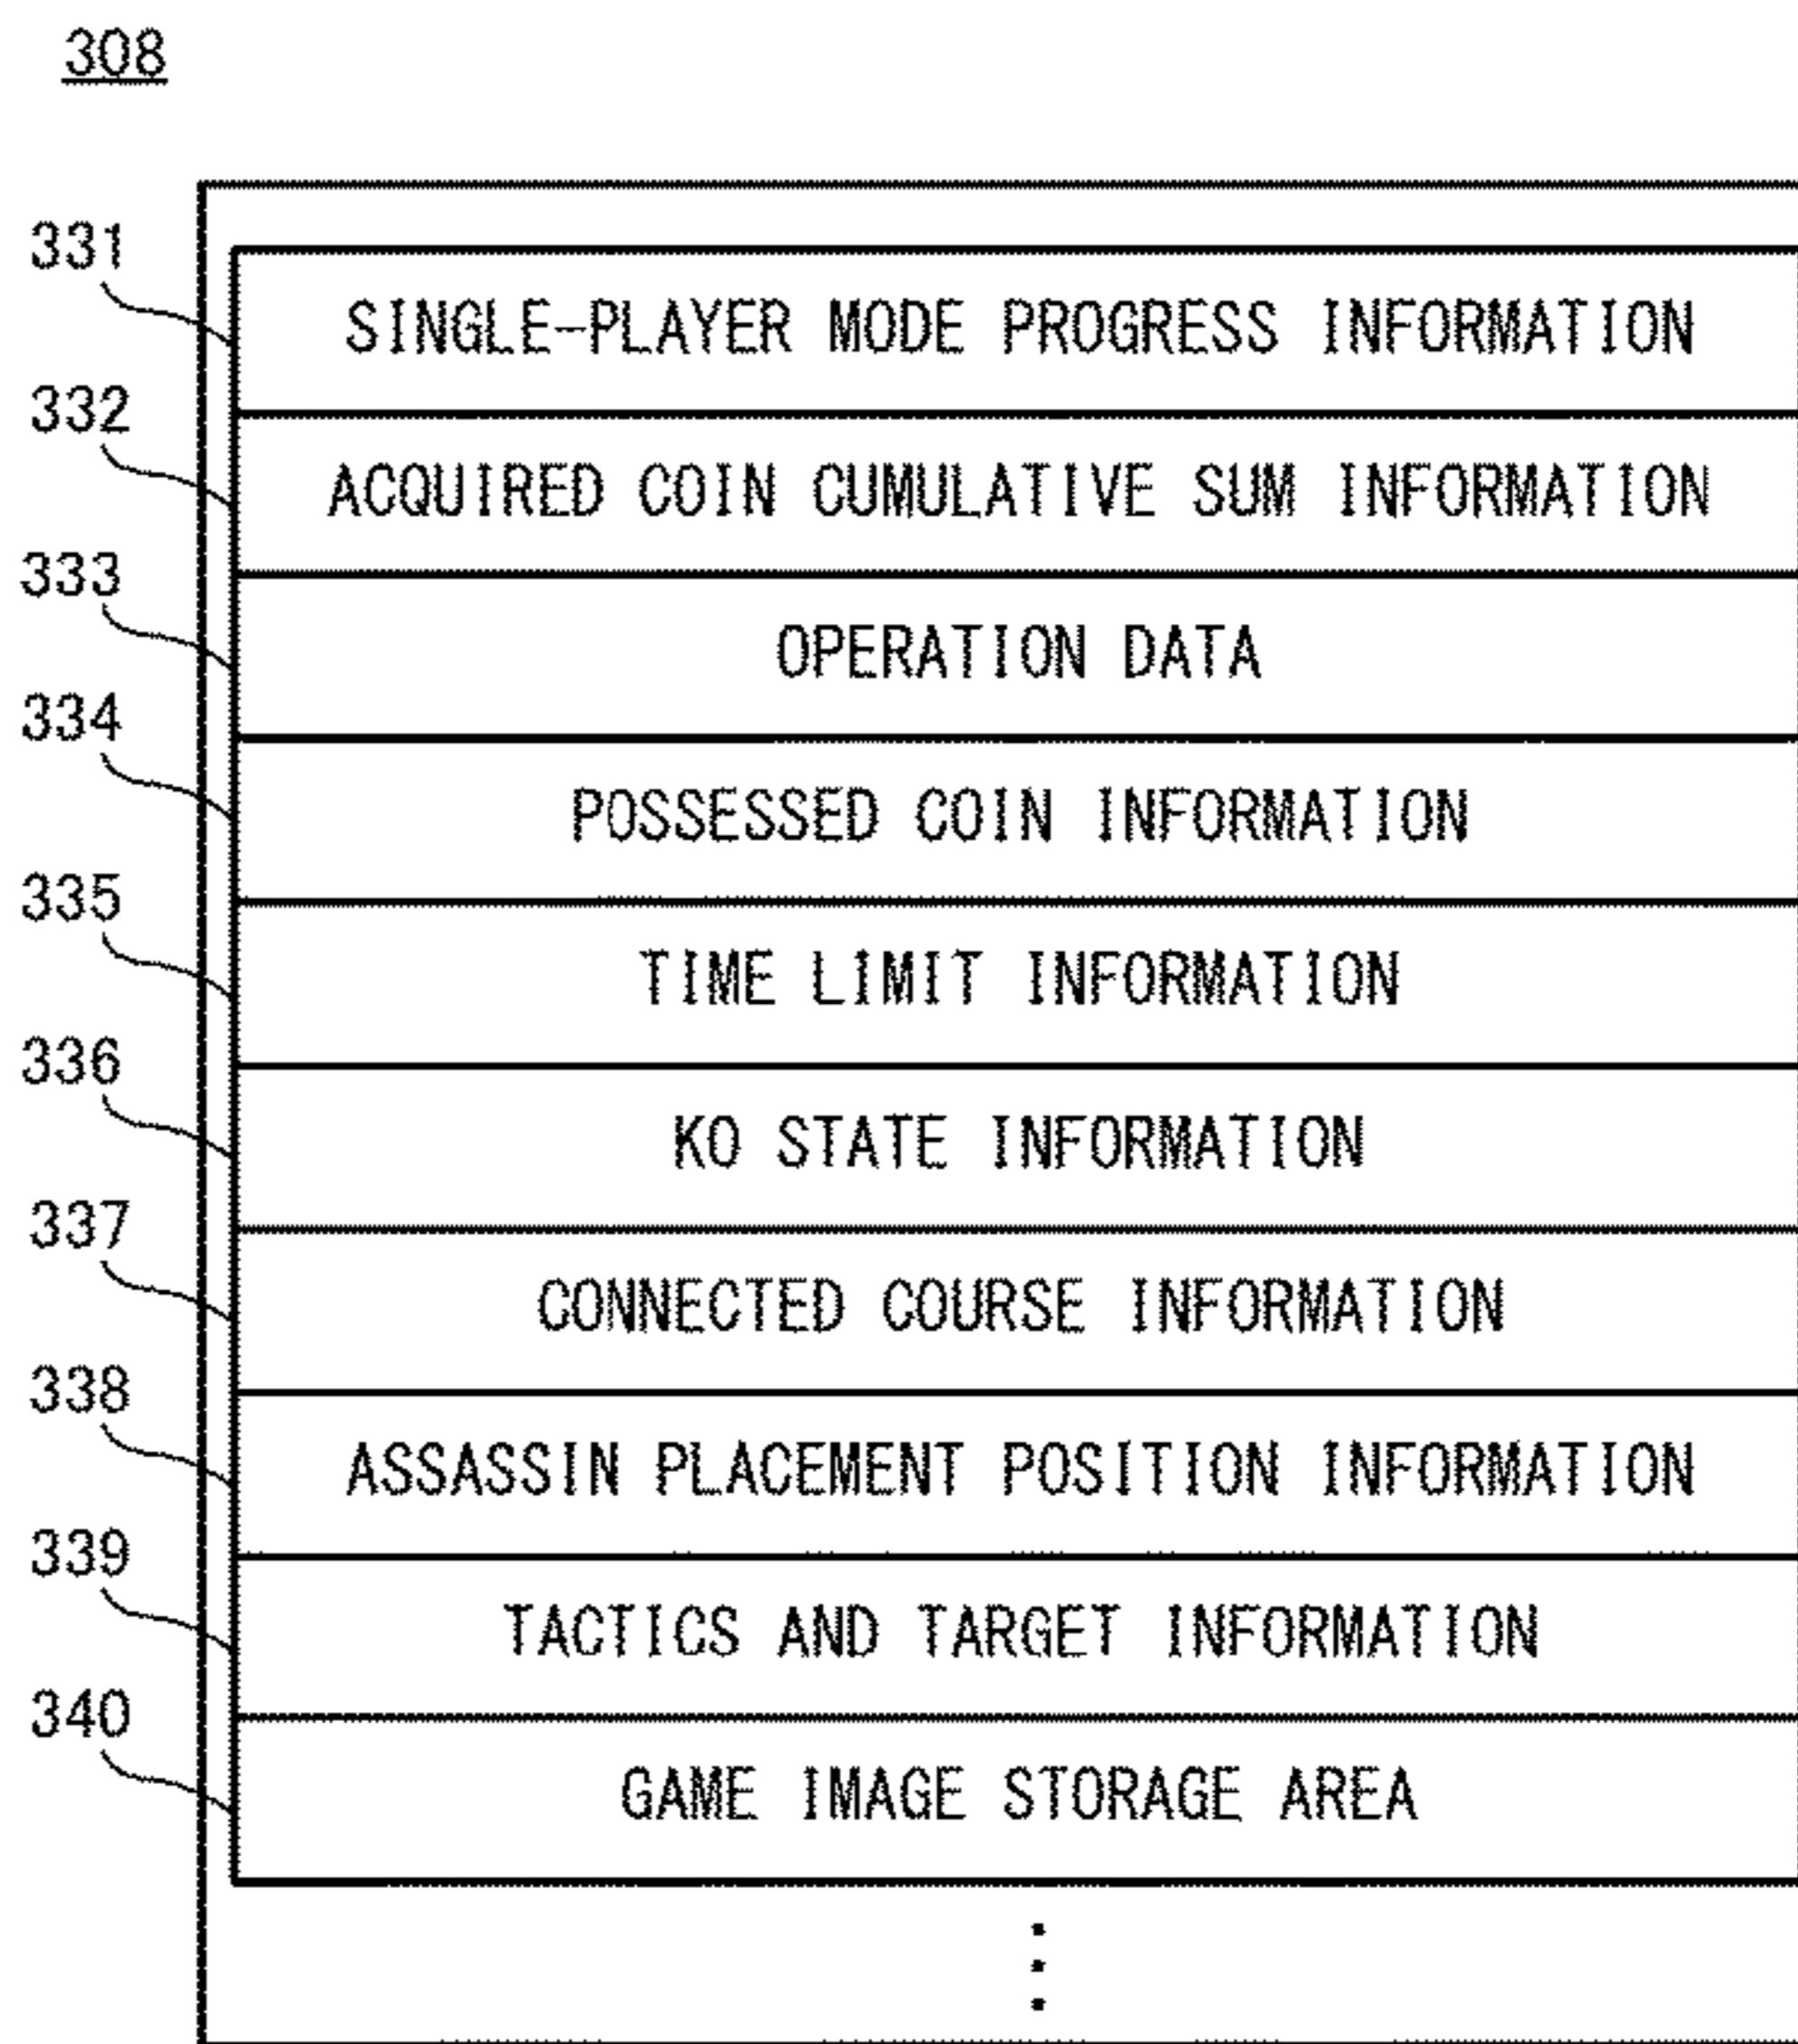 308
331 SINGLE-PLAYER MODE PROGRESS INFORMATION
332 ACQUIRED COIN CUMULATIVE SUM INFORMATION
333 OPERATION DATA
334 POSSESSED COIN INFORMATION
335 TIME LIMIT INFORMATION
336 KO STATE INFORMATION
337 CONNECTED COURSE INFORMATION
338 ASSASSIN PLACEMENT POSITION INFORMATION
339 TACTICS AND TARGET INFORMATION
340 GAME IMAGE STORAGE AREA